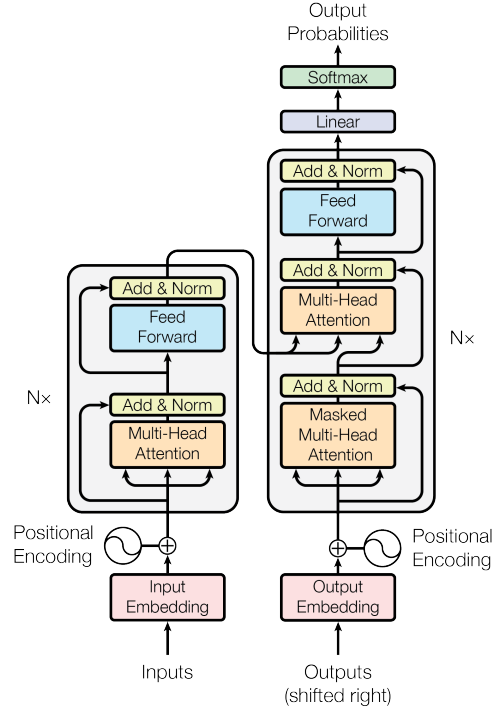 Output
Probabilities
Softmax
Linear
Add & Norm
Feed
Forward
Add & Norm
Multi-Head
Attention
Add & Norm
Masked
Multi-Head
Attention
Nx
Add & Norm
Feed
Forward
Add & Norm
Multi-Head
Attention
N×
Positional
Encoding
Positional
Encoding
Input
Embedding
Output
Embedding
Inputs
Outputs
(shifted right)